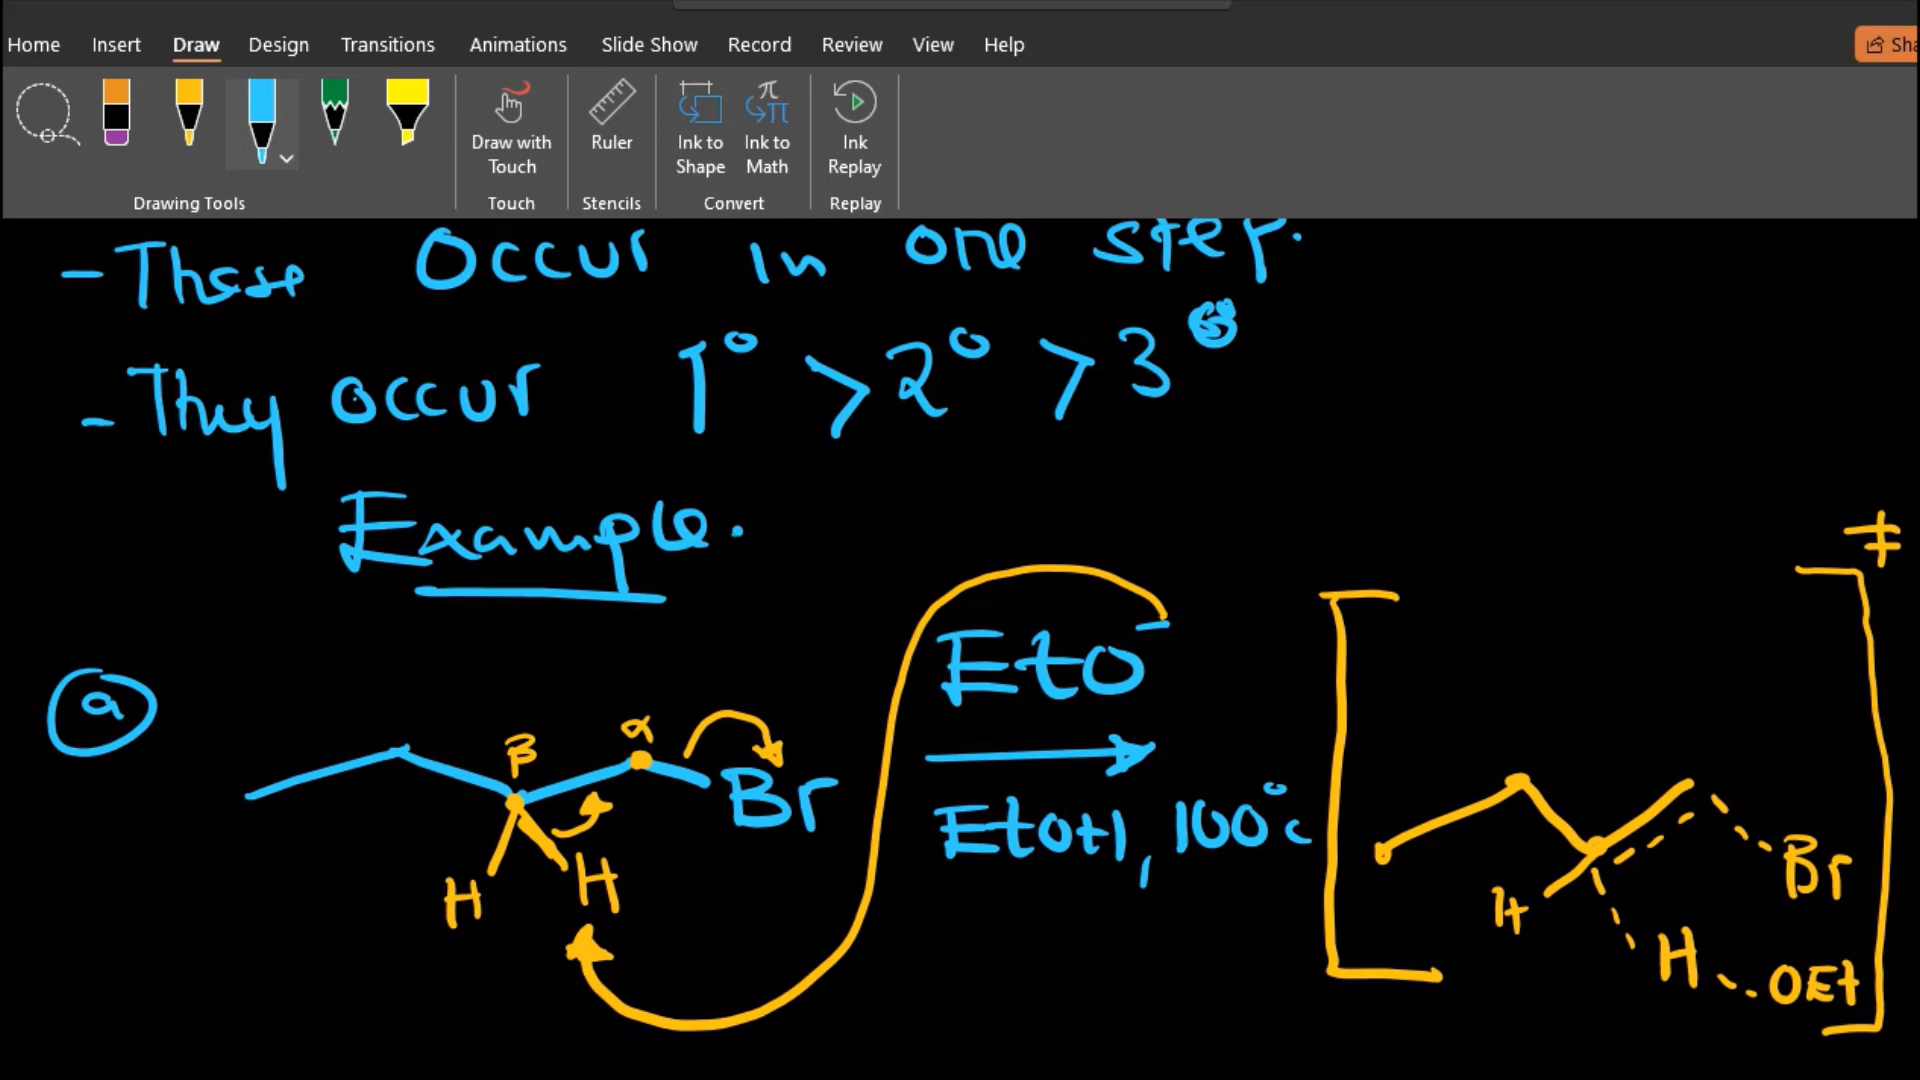 Home Insert Draw Design Transitions Animations Slide Show Record Review View Help Sha
Draw with Touch Ruler Ink to Shape Ink to Math Ink Replay
Drawing Tools Touch Stencils Convert Replay
- These occur in one step.
- They occur 1° > 2° > 3°
Example.
a
EtO⁻
β α Br
EtOH, 100°C
H H
‡
Br
H
H OEt